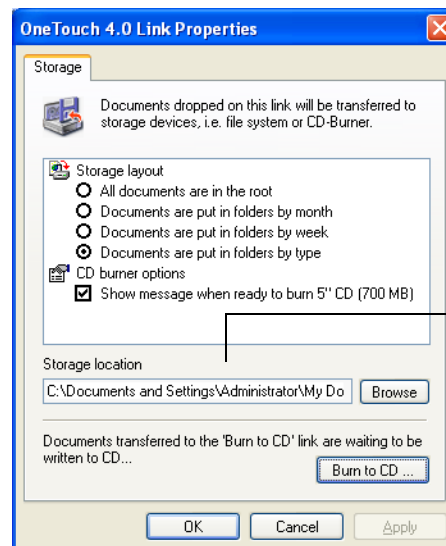 OneTouch 4.0 Link Properties
Storage
Documents dropped on this link will be transferred to
storage devices, i.e. file system or CD-Burner.
Storage layout
All documents are in the root
Documents are put in folders by month
Documents are put in folders by week
Documents are put in folders by type
CD burner options
Show message when ready to burn 5" CD (700 MB)
Storage location
C:\Documents and Settings\Administrator\My Do
Browse
Documents transferred to the 'Burn to CD' link are waiting to be
written to CD...
Burn to CD ...
OK
Cancel
Apply